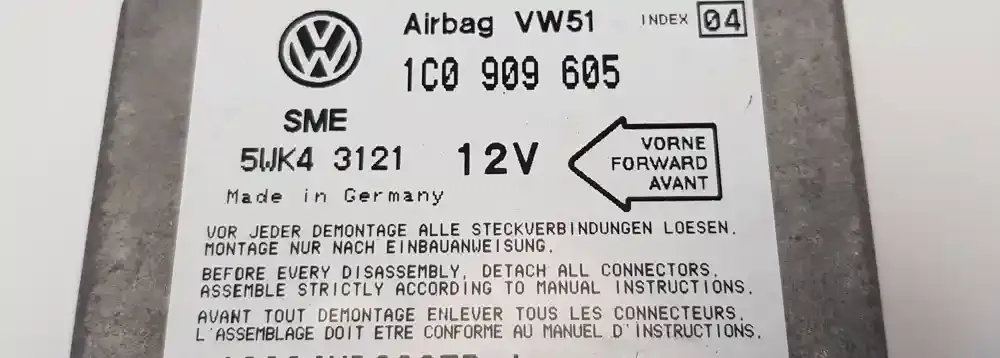 Airbag VW51 INDEX 04
1C0 909 605
SME
5WK4 3121 12V
VORNE
FORWARD
AVANT
Made in Germany
VOR JEDER DEMONTAGE ALLE STECKVERBINDUNGEN LOESEN.
MONTAGE NUR NACH EINBAUANWEISUNG.
BEFORE EVERY DISASSEMBLY, DETACH ALL CONNECTORS.
ASSEMBLE STRICTLY ACCORDING TO MANUAL INSTRUCTIONS.
AVANT TOUT DEMONTAGE ENLEVER TOUS LES CONNECTEURS.
L'ASSEMBLAGE DOIT ETRE CONFORME AU MANUEL D'INSTRUCTIONS.